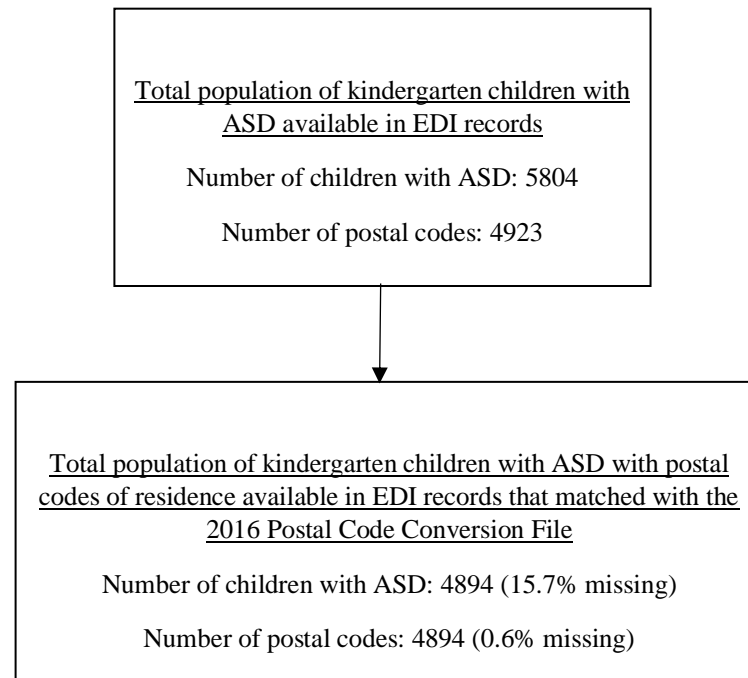 Total population of kindergarten children with
ASD available in EDI records
Number of children with ASD: 5804
Number of postal codes: 4923
Total population of kindergarten children with ASD with postal
codes of residence available in EDI records that matched with the
2016 Postal Code Conversion File
Number of children with ASD: 4894 (15.7% missing)
Number of postal codes: 4894 (0.6% missing)